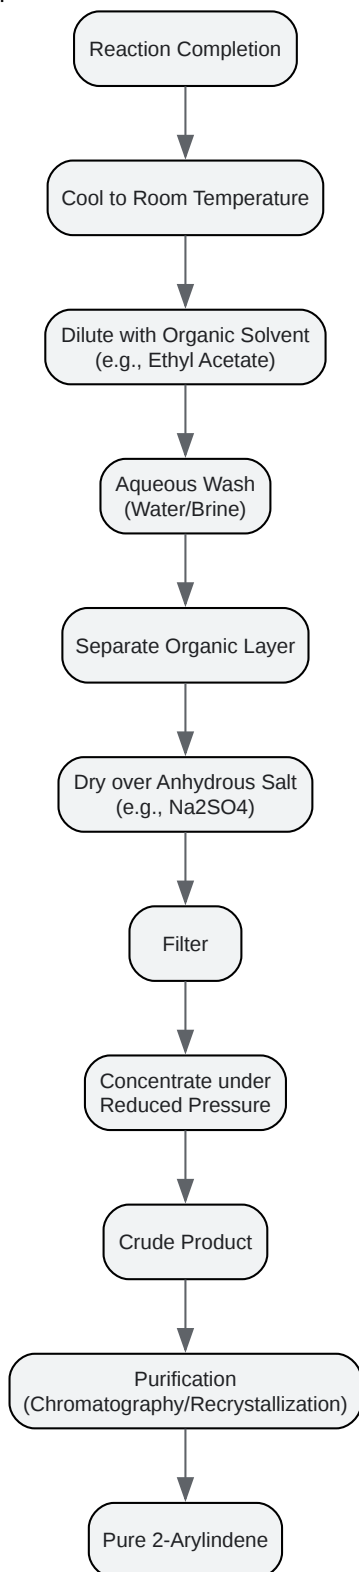 Reaction Completion
Cool to Room Temperature
Dilute with Organic Solvent
(e.g., Ethyl Acetate)
Aqueous Wash
(Water/Brine)
Separate Organic Layer
Dry over Anhydrous Salt
(e.g., Na2SO4)
Filter
Concentrate under
Reduced Pressure
Crude Product
Purification
(Chromatography/Recrystallization)
Pure 2-Arylindene